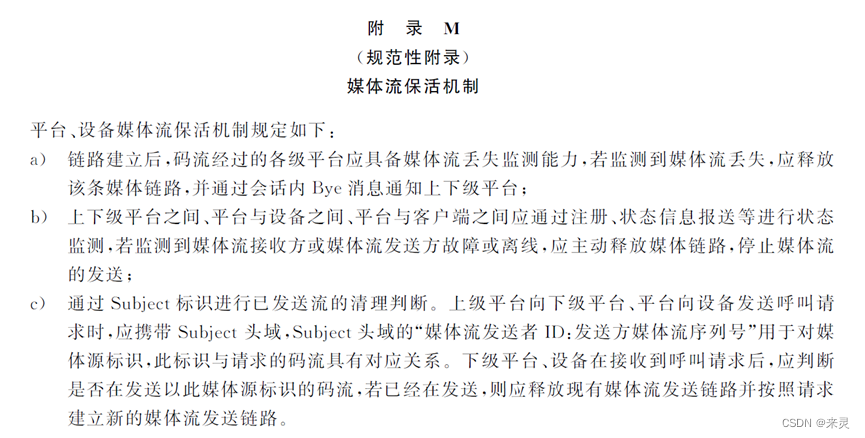 附 录 M
（规范性附录）
媒体流保活机制
平台、设备媒体流保活机制规定如下：
a） 链路建立后，码流经过的各级平台应具备媒体流丢失监测能力，若监测到媒体流丢失，应释放
该条媒体链路，并通过会话内 Bye 消息通知上下级平台；
b） 上下级平台之间、平台与设备之间、平台与客户端之间应通过注册、状态信息报送等进行状态
监测，若监测到媒体流接收方或媒体流发送方故障或离线，应主动释放媒体链路，停止媒体流
的发送；
c） 通过 Subject 标识进行已发送流的清理判断。上级平台向下级平台、平台向设备发送呼叫请
求时，应携带 Subject 头域，Subject 头域的“媒体流发送者 ID：发送方媒体流序列号”用于对媒
体源标识，此标识与请求的码流具有对应关系。下级平台、设备在接收到呼叫请求后，应判断
是否在发送以此媒体源标识的码流，若已经在发送，则应释放现有媒体流发送链路并按照请求
建立新的媒体流发送链路。
CSDN @来灵